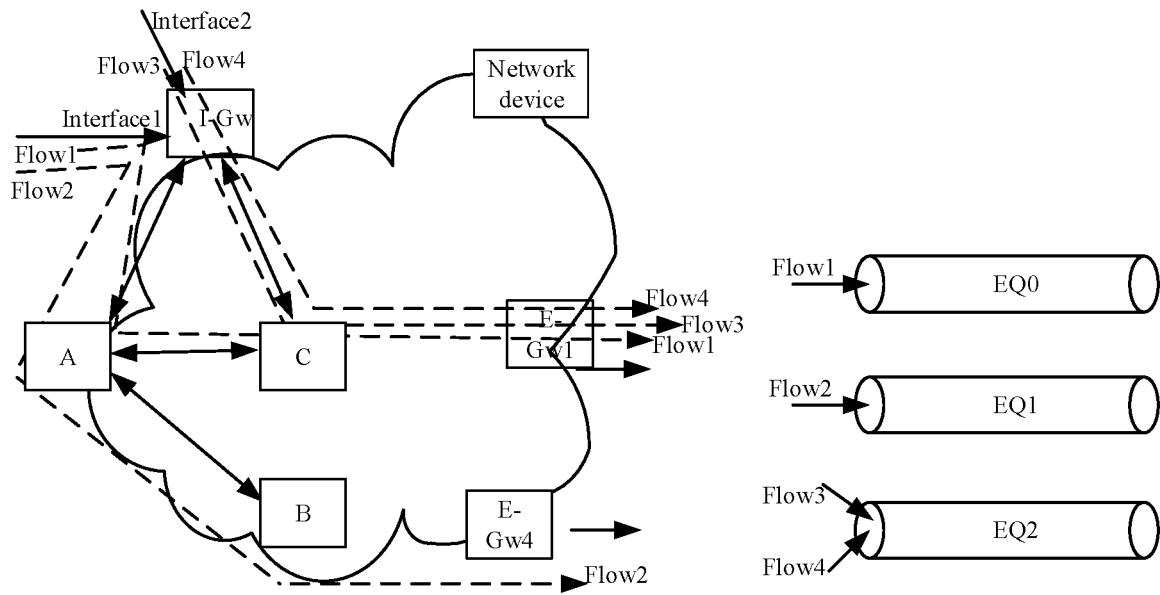 Interface2
Flow3
Flow4
Network
device
Interface1
I-Gw
Flow1
Flow2
A
C
E-
Gw1
Flow4
Flow3
Flow1
B
E-
Gw4
Flow2
Flow1
EQ0
Flow2
EQ1
Flow3
EQ2
Flow4